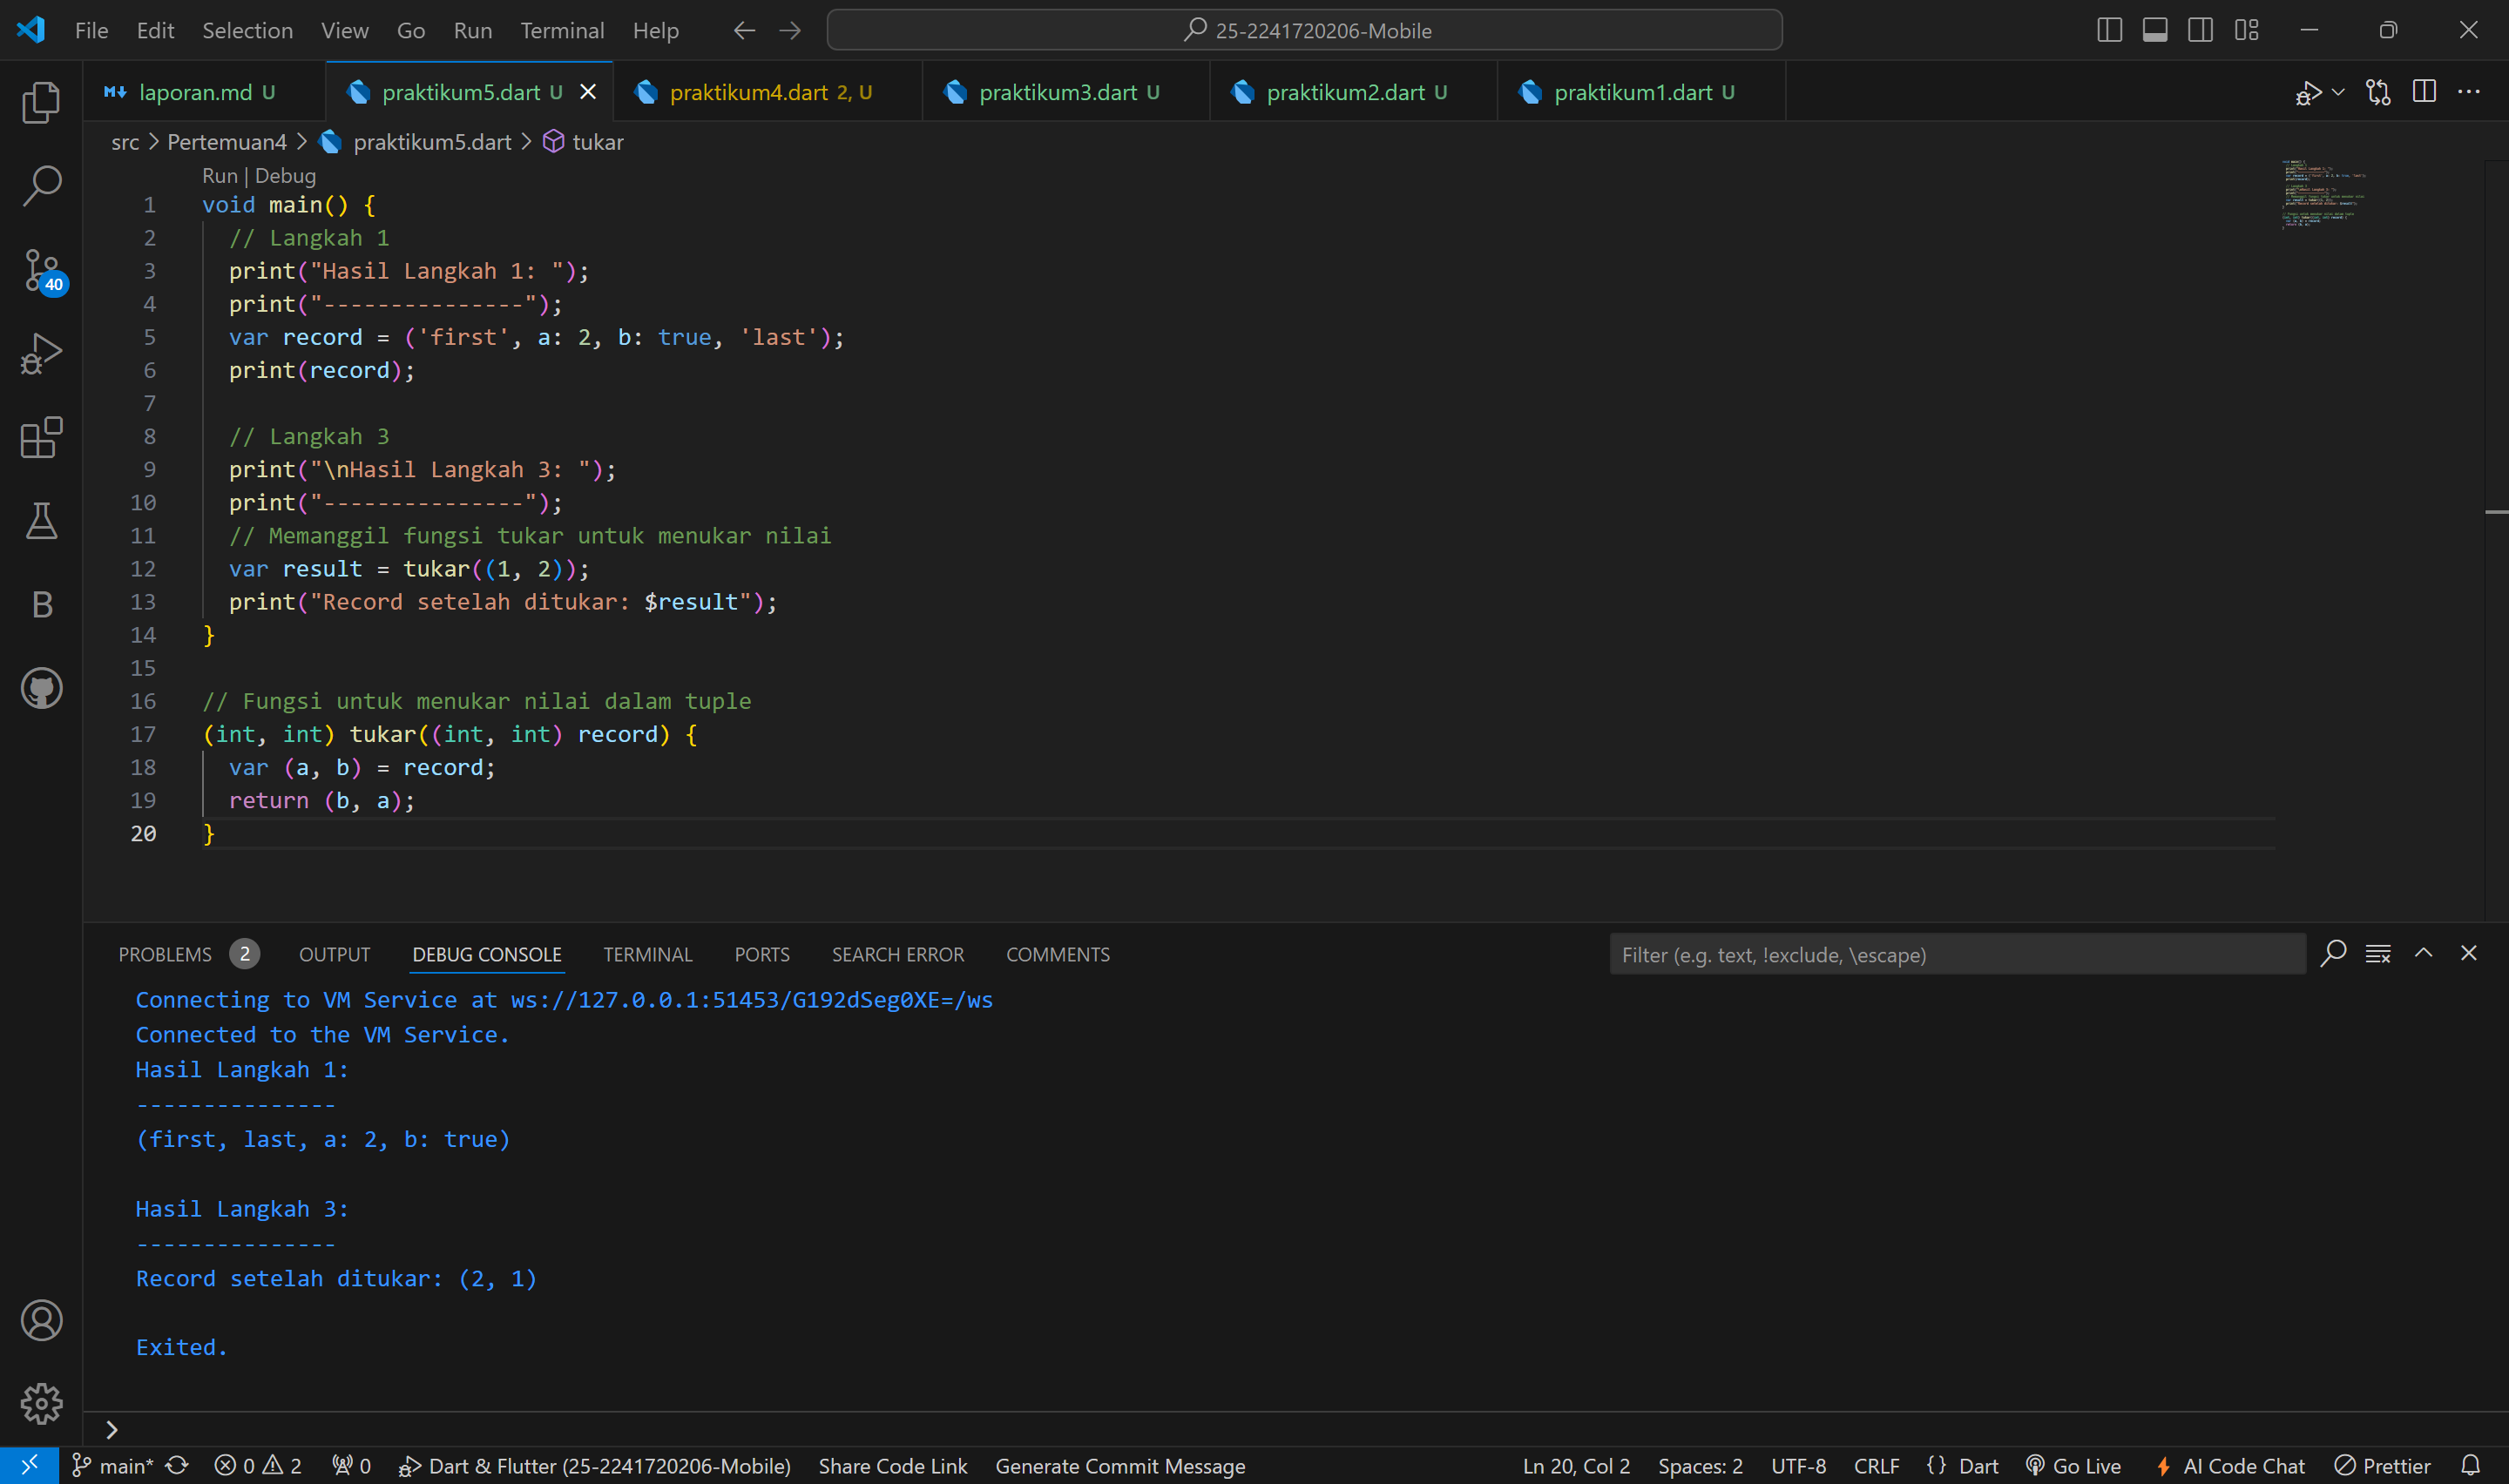 File Edit Selection View Go Run Terminal Help 25-2241720206-Mobile
laporan.md U praktikum5.dart U praktikum4.dart 2, U praktikum3.dart U praktikum2.dart U praktikum1.dart U
src > Pertemuan4 > praktikum5.dart > tukar
Run | Debug
1 void main() {
2 // Langkah 1
3 print("Hasil Langkah 1: ");
4 print("---------------");
5 var record = ('first', a: 2, b: true, 'last');
6 print(record);
7
8 // Langkah 3
9 print("\nHasil Langkah 3: ");
10 print("---------------");
11 // Memanggil fungsi tukar untuk menukar nilai
12 var result = tukar((1, 2));
13 print("Record setelah ditukar: $result");
14 }
15
16 // Fungsi untuk menukar nilai dalam tuple
17 (int, int) tukar((int, int) record) {
18 var (a, b) = record;
19 return (b, a);
20 }
40
B
PROBLEMS 2 OUTPUT DEBUG CONSOLE TERMINAL PORTS SEARCH ERROR COMMENTS Filter (e.g. text, !exclude, \escape)
Connecting to VM Service at ws://127.0.0.1:51453/G192dSeg0XE=/ws
Connected to the VM Service.
Hasil Langkah 1:
---------------
(first, last, a: 2, b: true)
Hasil Langkah 3:
---------------
Record setelah ditukar: (2, 1)
Exited.
main* 0 2 0 Dart & Flutter (25-2241720206-Mobile) Share Code Link Generate Commit Message Ln 20, Col 2 Spaces: 2 UTF-8 CRLF {} Dart Go Live AI Code Chat Prettier